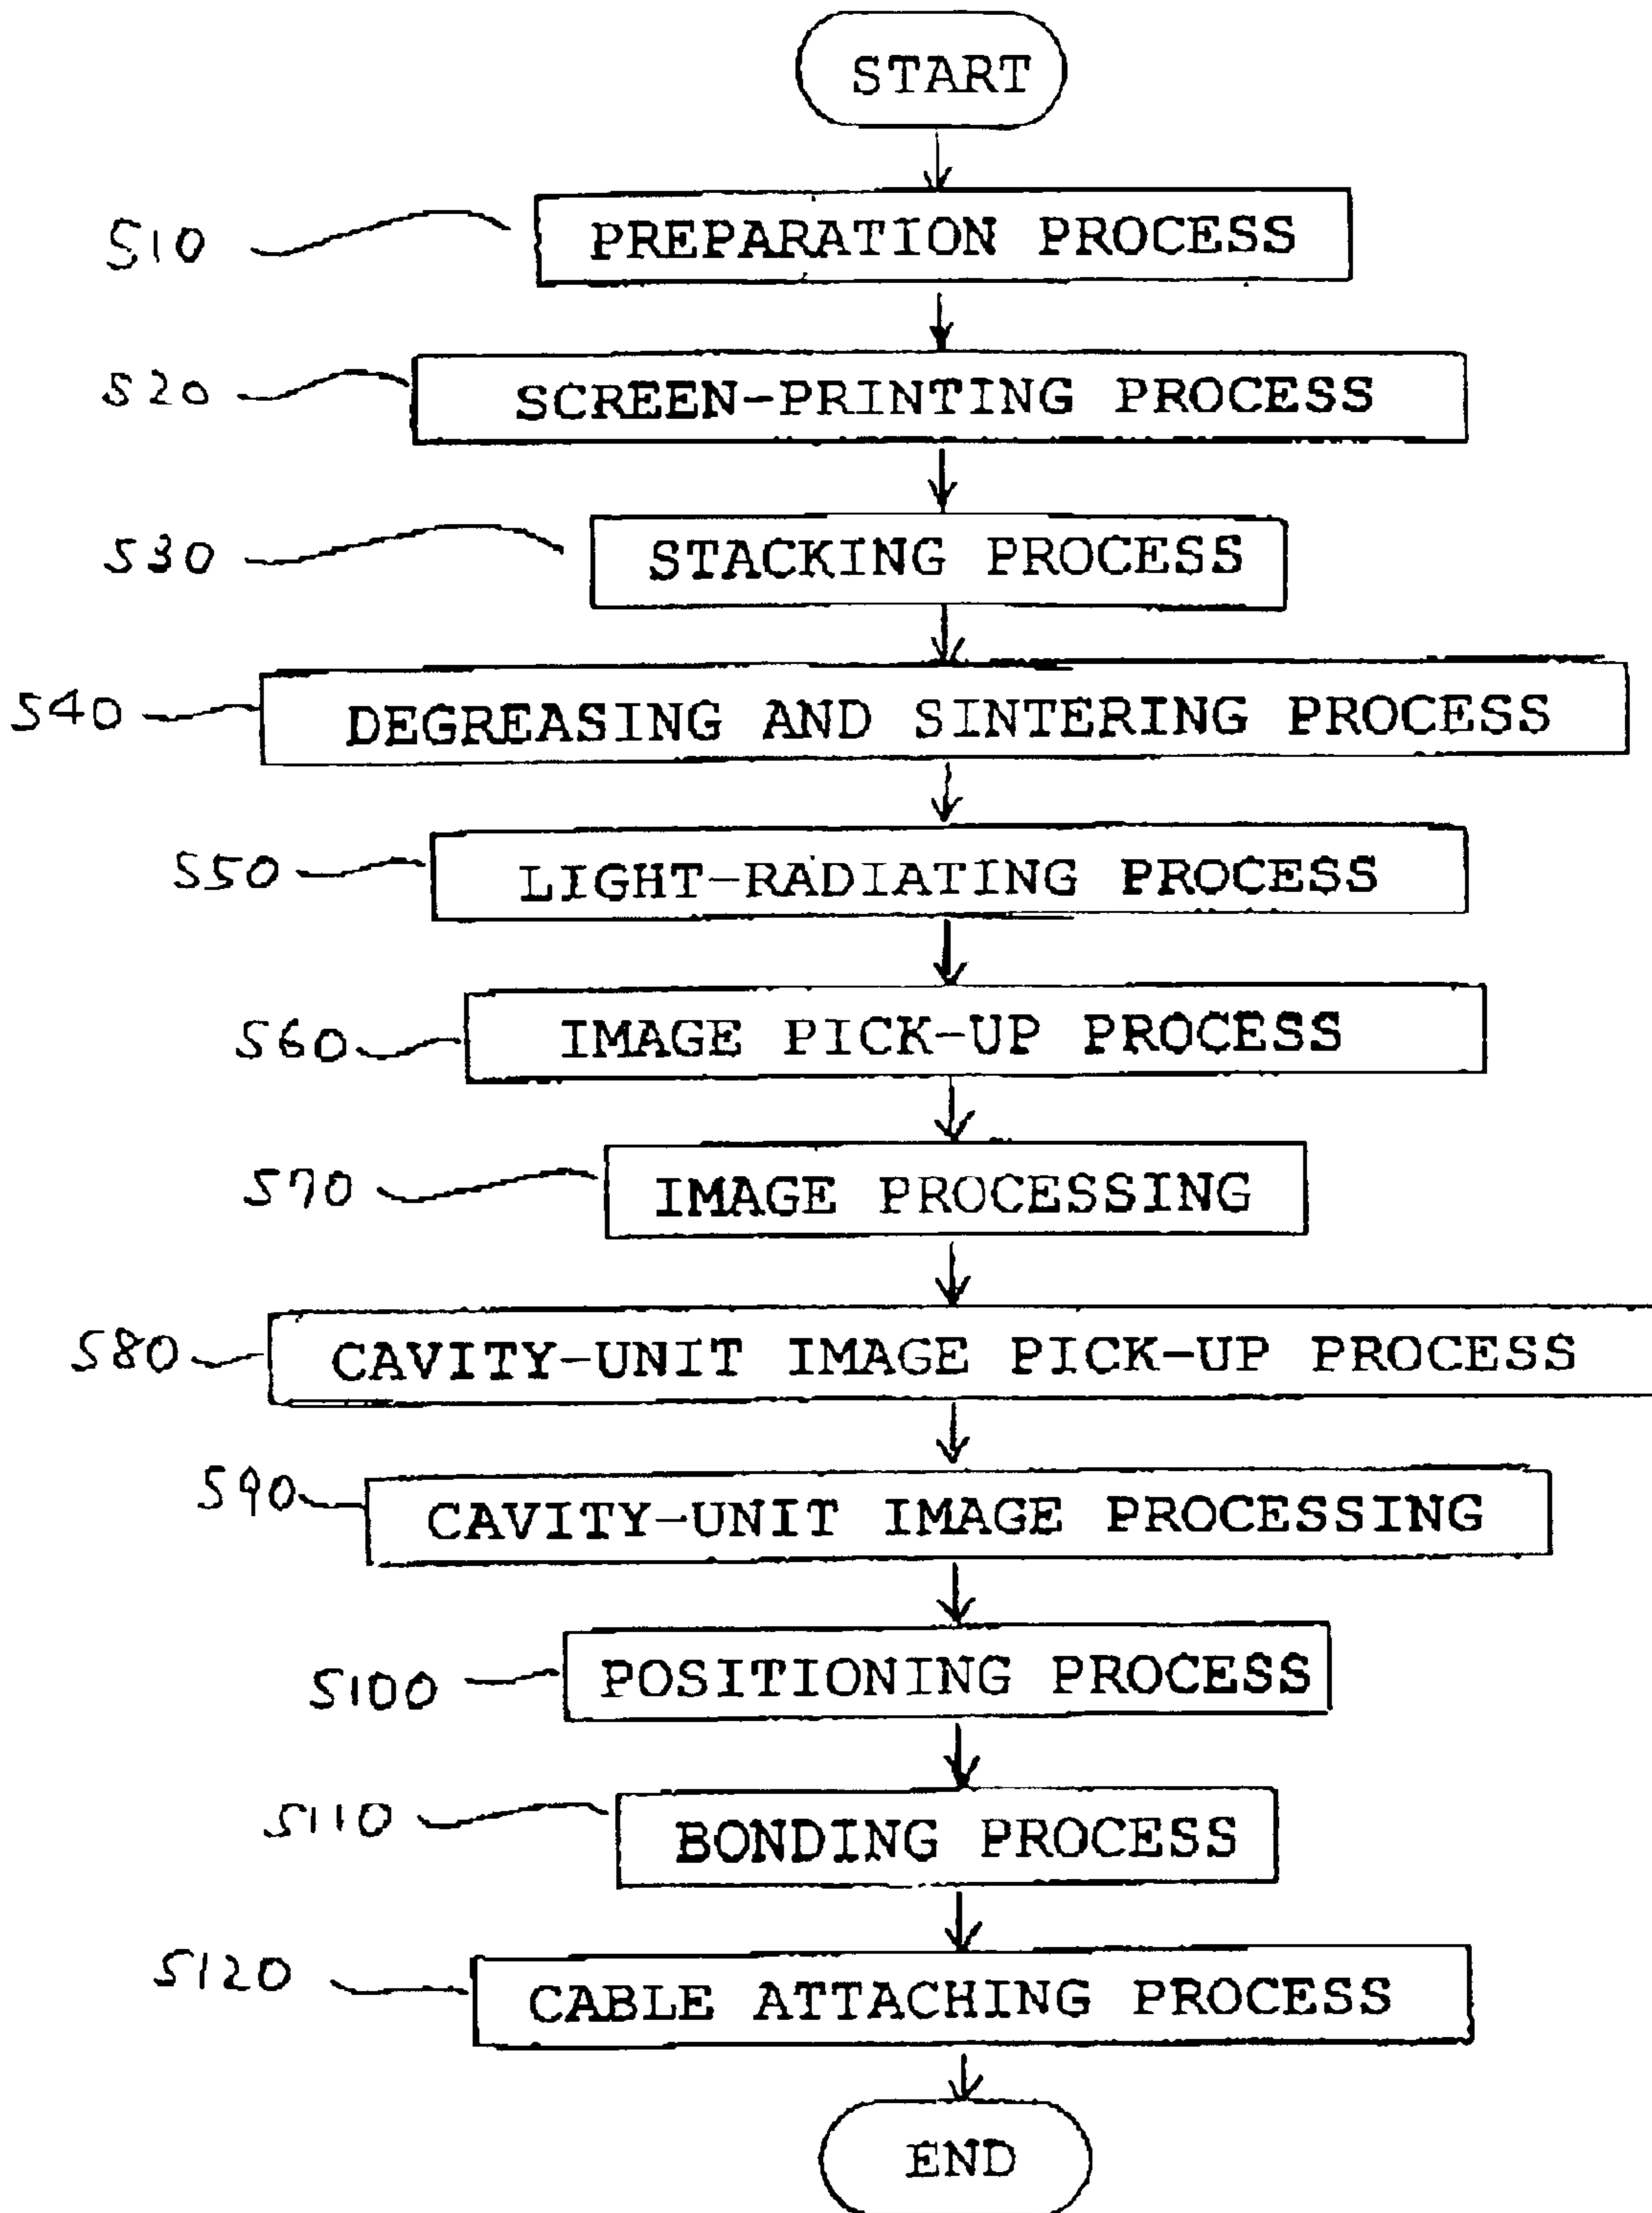 START
S10 PREPARATION PROCESS
S20 SCREEN-PRINTING PROCESS
S30 STACKING PROCESS
S40 DEGREASING AND SINTERING PROCESS
S50 LIGHT-RADIATING PROCESS
S60 IMAGE PICK-UP PROCESS
S70 IMAGE PROCESSING
S80 CAVITY-UNIT IMAGE PICK-UP PROCESS
S90 CAVITY-UNIT IMAGE PROCESSING
S100 POSITIONING PROCESS
S110 BONDING PROCESS
S120 CABLE ATTACHING PROCESS
END